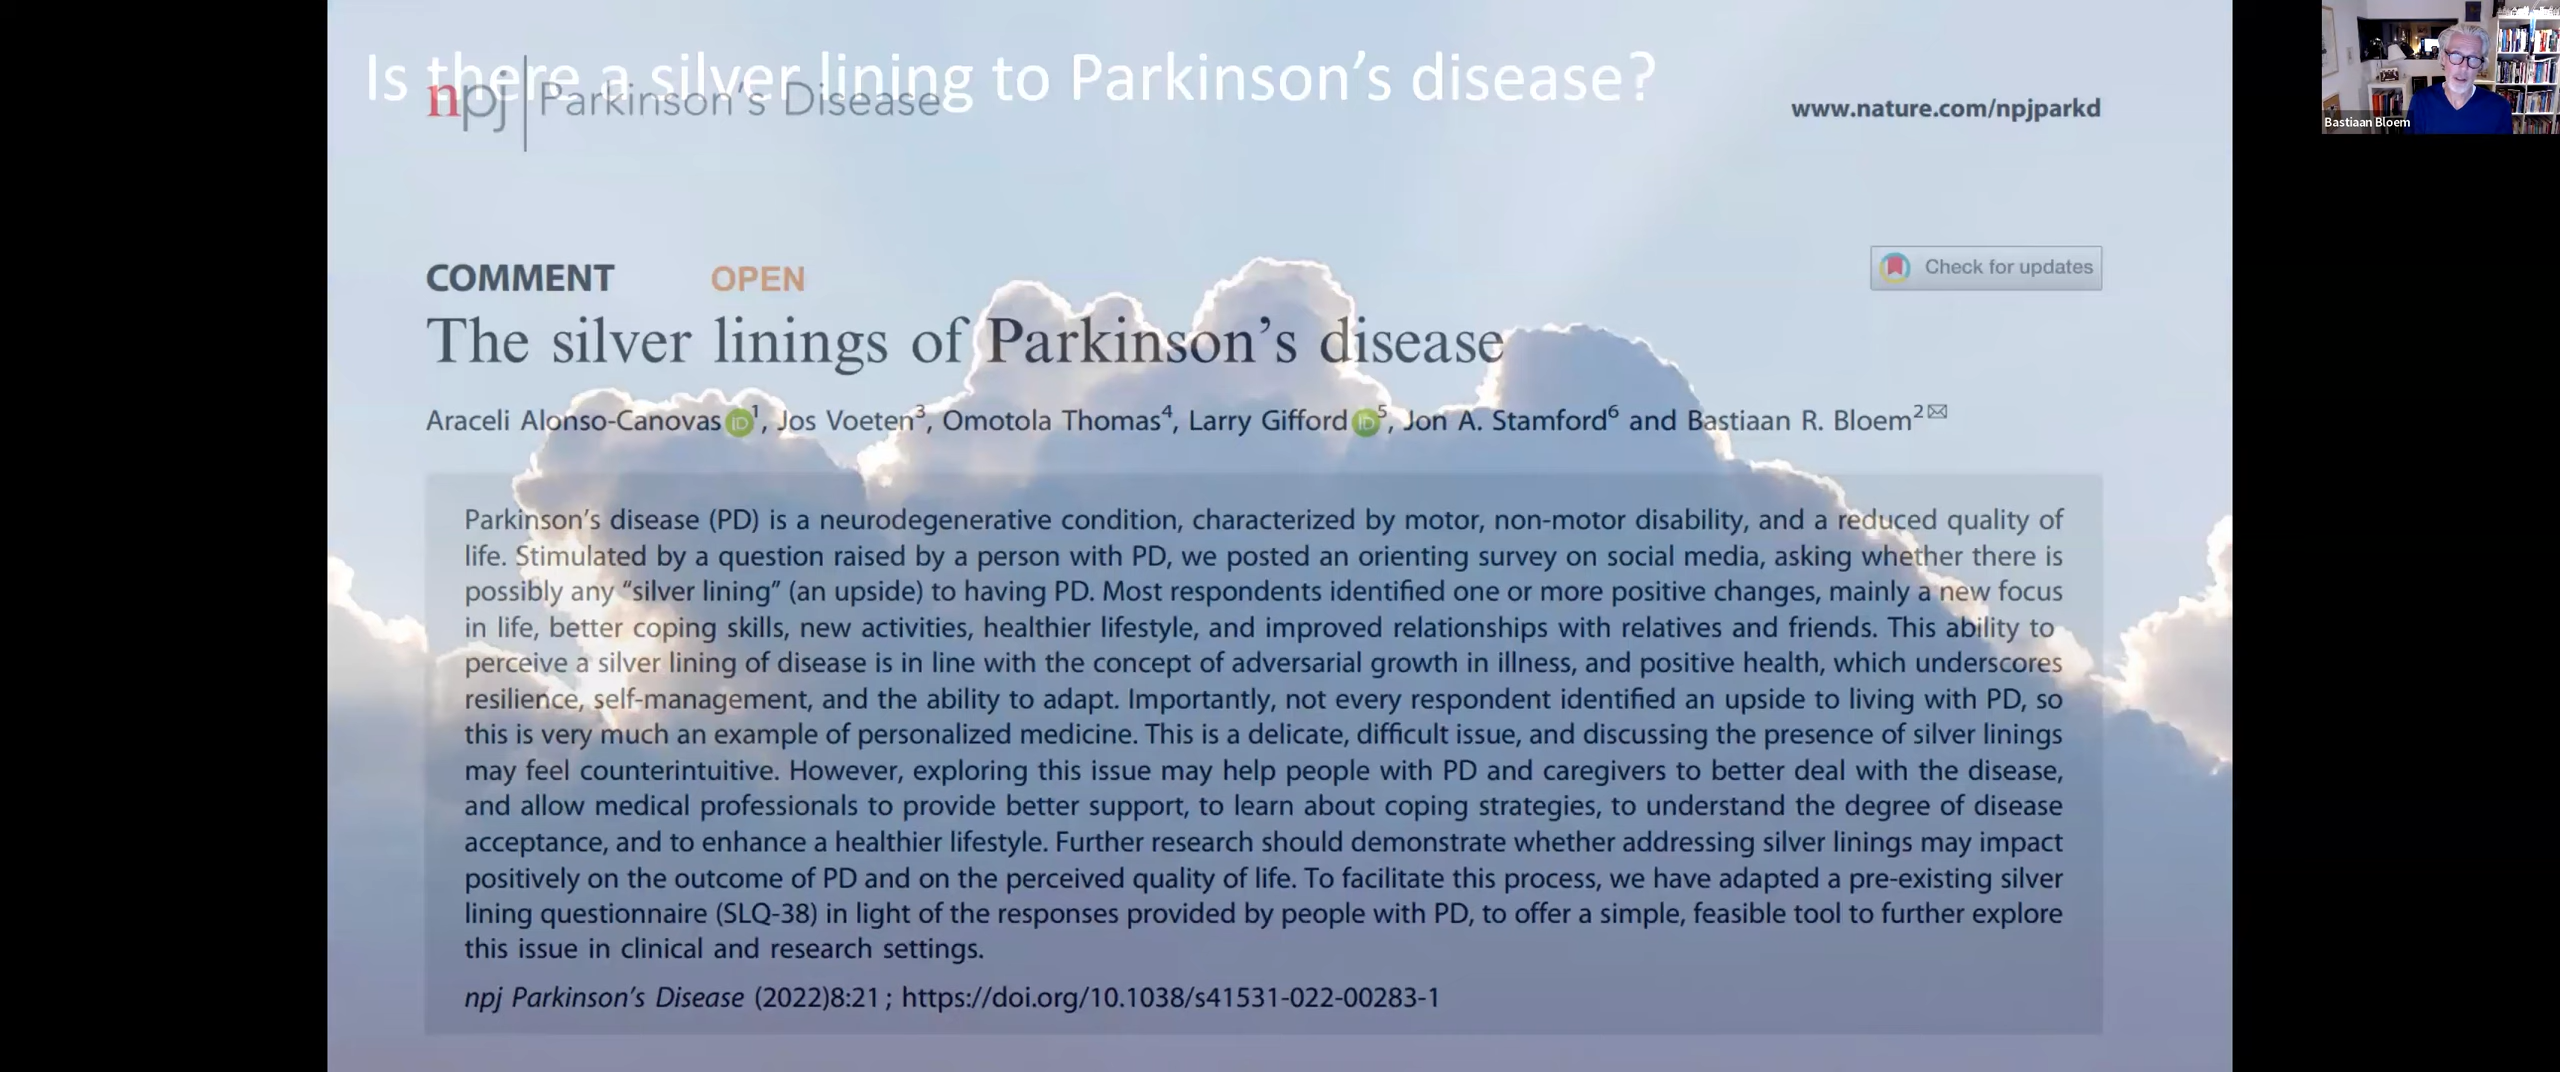 Is there a silver lining to Parkinson's disease?
npj | Parkinson's Disease
www.nature.com/npjparkd
Bastiaan Bloem
COMMENT OPEN
Check for updates
The silver linings of Parkinson's disease
Araceli Alonso-Canovas iD 1, Jos Voeten3, Omotola Thomas4, Larry Gifford iD 5, Jon A. Stamford6 and Bastiaan R. Bloem2✉
Parkinson's disease (PD) is a neurodegenerative condition, characterized by motor, non-motor disability, and a reduced quality of
life. Stimulated by a question raised by a person with PD, we posted an orienting survey on social media, asking whether there is
possibly any “silver lining” (an upside) to having PD. Most respondents identified one or more positive changes, mainly a new focus
in life, better coping skills, new activities, healthier lifestyle, and improved relationships with relatives and friends. This ability to
perceive a silver lining of disease is in line with the concept of adversarial growth in illness, and positive health, which underscores
resilience, self-management, and the ability to adapt. Importantly, not every respondent identified an upside to living with PD, so
this is very much an example of personalized medicine. This is a delicate, difficult issue, and discussing the presence of silver linings
may feel counterintuitive. However, exploring this issue may help people with PD and caregivers to better deal with the disease,
and allow medical professionals to provide better support, to learn about coping strategies, to understand the degree of disease
acceptance, and to enhance a healthier lifestyle. Further research should demonstrate whether addressing silver linings may impact
positively on the outcome of PD and on the perceived quality of life. To facilitate this process, we have adapted a pre-existing silver
lining questionnaire (SLQ-38) in light of the responses provided by people with PD, to offer a simple, feasible tool to further explore
this issue in clinical and research settings.
npj Parkinson's Disease (2022)8:21 ; https://doi.org/10.1038/s41531-022-00283-1